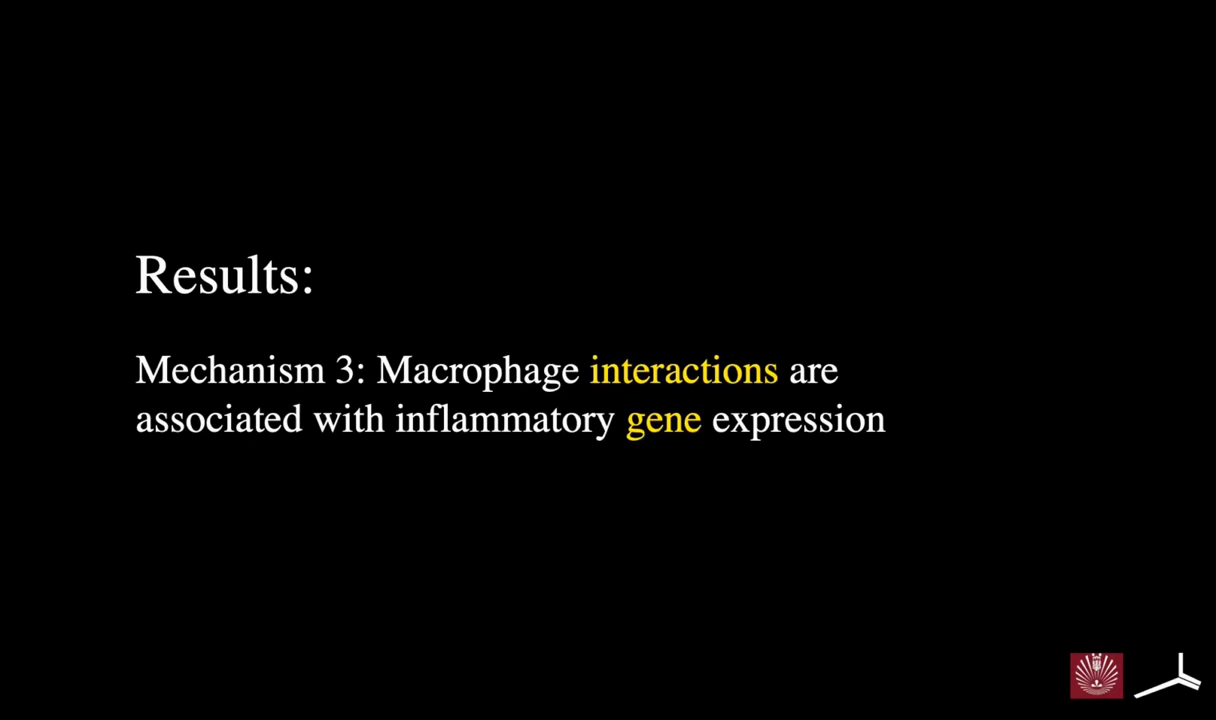 Results:
Mechanism 3: Macrophage interactions are
associated with inflammatory gene expression